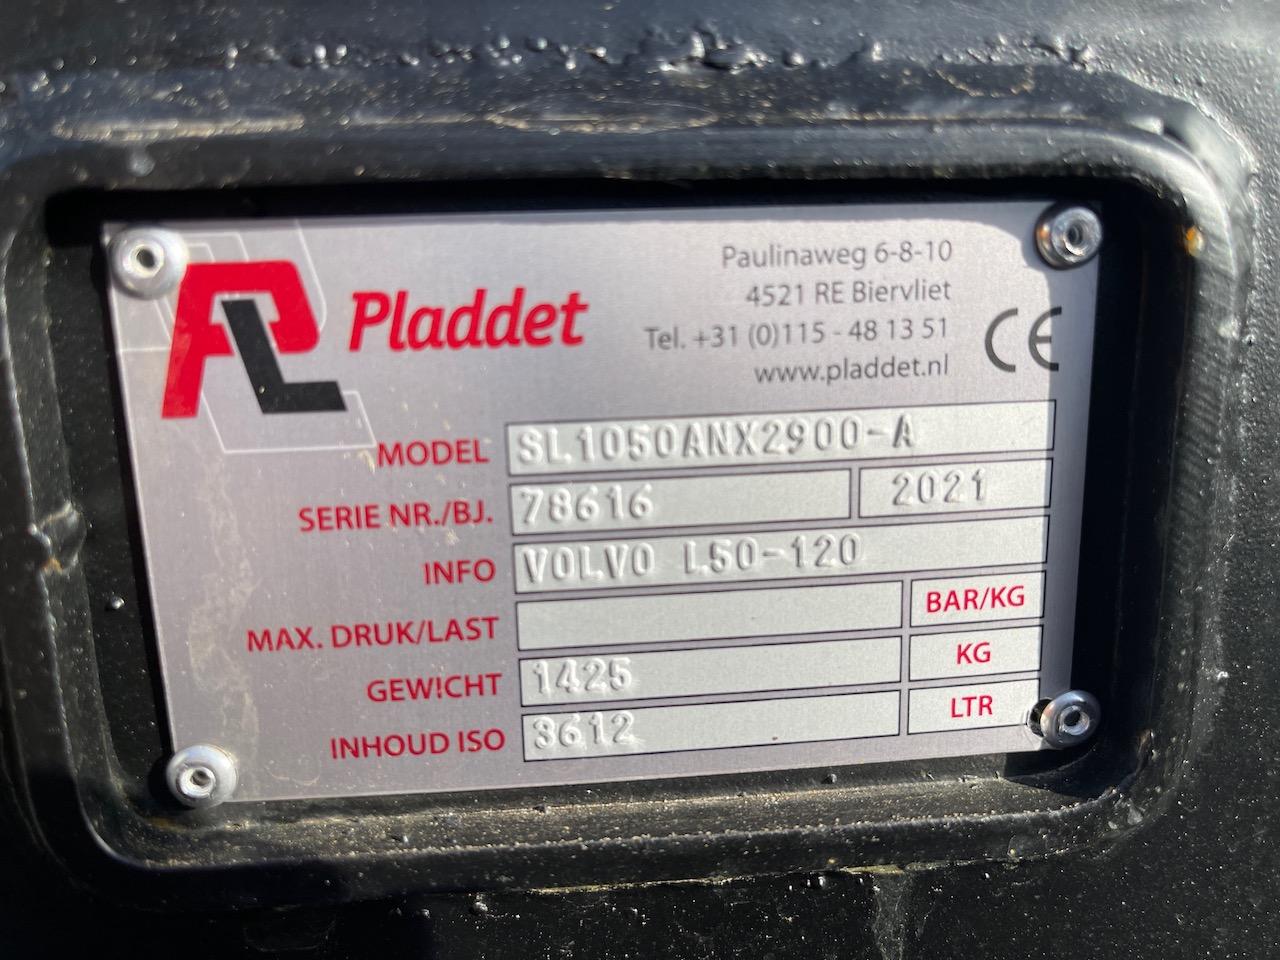 PL Pladdet
Paulinaweg 6-8-10
4521 RE Biervliet
Tel. +31 (0)115 - 48 13 51
www.pladdet.nl
CE
MODEL SL1050ANX2900-A
SERIE NR./BJ. 78616 2021
INFO VOLVO L50-120
MAX. DRUK/LAST BAR/KG
GEWICHT 1425 KG
INHOUD ISO 3612 LTR